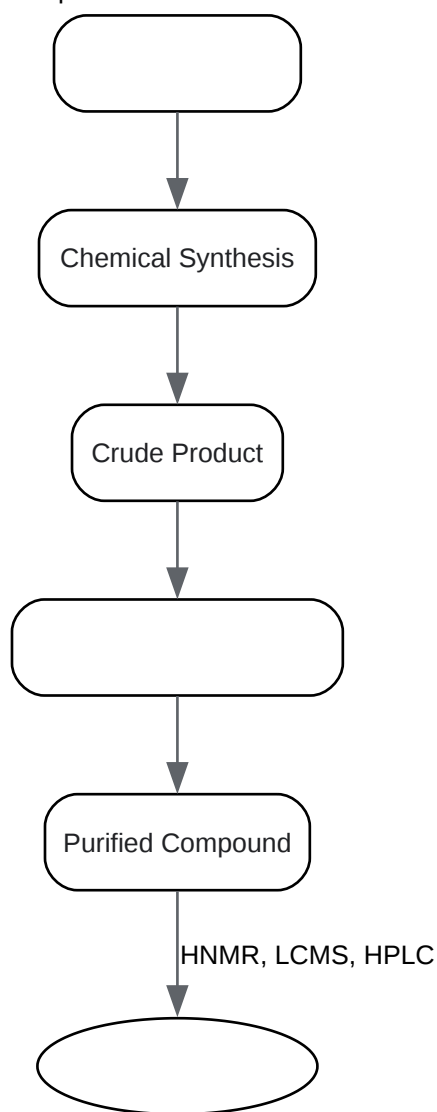 Chemical Synthesis
Crude Product
Purified Compound
HNMR, LCMS, HPLC